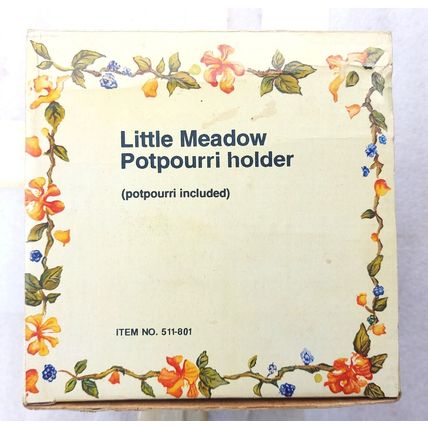 Little Meadow
Potpourri holder
(potpourri included)
ITEM NO. 511-801